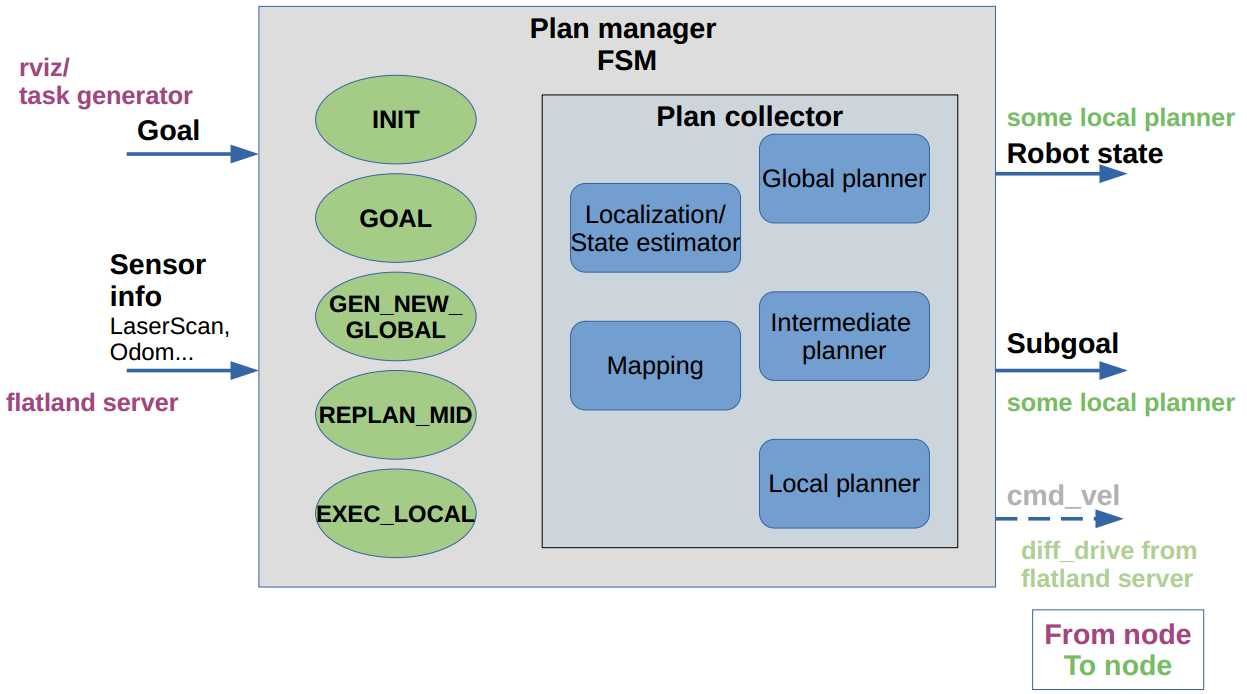 Plan manager
FSM
rviz/
task generator
Goal
Sensor
info
LaserScan,
Odom...
flatland server
INIT
GOAL
GEN_NEW_
GLOBAL
REPLAN_MID
EXEC_LOCAL
Plan collector
Global planner
Localization/
State estimator
Intermediate
planner
Mapping
Local planner
some local planner
Robot state
Subgoal
some local planner
cmd_vel
diff_drive from
flatland server
From node
To node